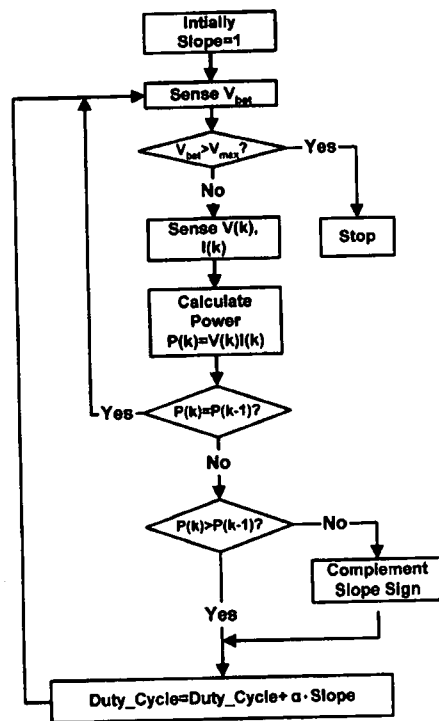 Intially
Slope=1
Sense V_bat
V_bat>V_max?
Yes
No
Sense V(k),
I(k)
Stop
Calculate
Power
P(k)=V(k)I(k)
P(k)=P(k-1)?
Yes
No
P(k)>P(k-1)?
No
Complement
Slope Sign
Yes
Duty_Cycle=Duty_Cycle+ α·Slope